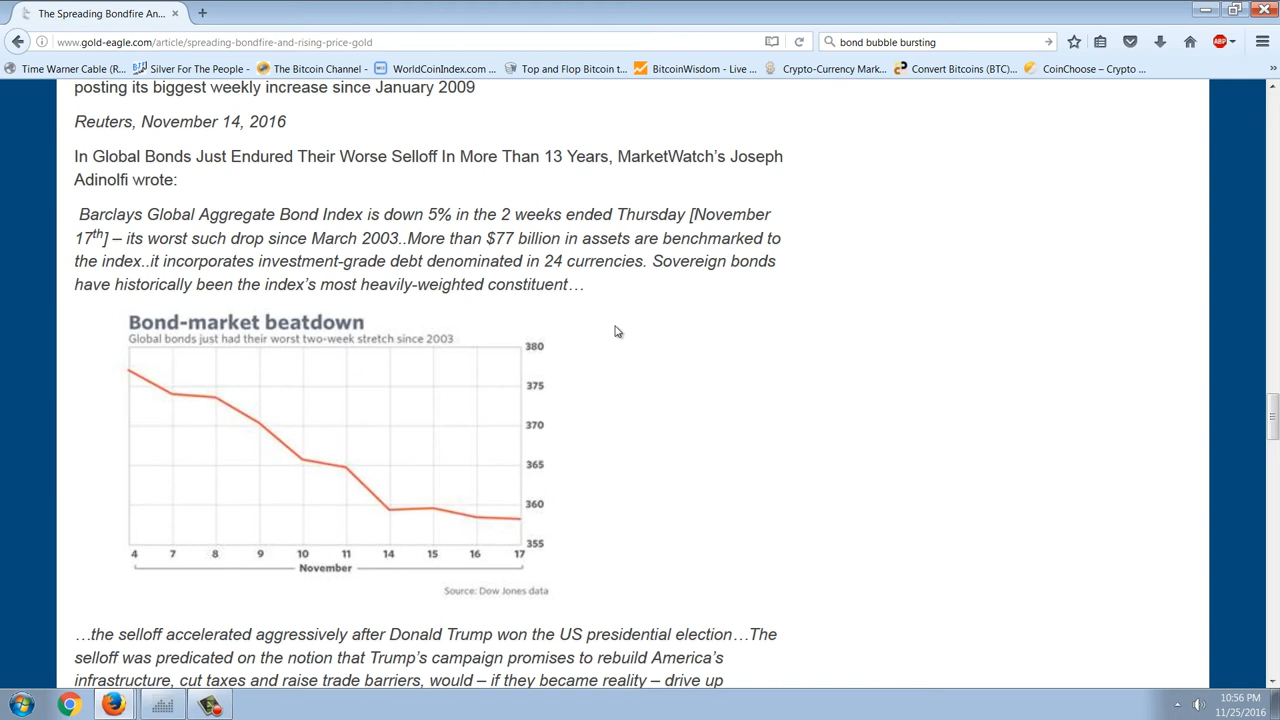 The Spreading Bondfire An...
www.gold-eagle.com/article/spreading-bondfire-and-rising-price-gold
bond bubble bursting
ABP
Time Warner Cable (R...
Silver For The People - ...
The Bitcoin Channel - ...
WorldCoinIndex.com ...
Top and Flop Bitcoin t...
BitcoinWisdom - Live ...
Crypto-Currency Mark...
Convert Bitcoins (BTC)...
CoinChoose – Crypto ...
posting its biggest weekly increase since January 2009
Reuters, November 14, 2016
In Global Bonds Just Endured Their Worse Selloff In More Than 13 Years, MarketWatch's Joseph
Adinolfi wrote:
Barclays Global Aggregate Bond Index is down 5% in the 2 weeks ended Thursday [November
17th] – its worst such drop since March 2003..More than $77 billion in assets are benchmarked to
the index..it incorporates investment-grade debt denominated in 24 currencies. Sovereign bonds
have historically been the index's most heavily-weighted constituent…
Bond-market beatdown
Global bonds just had their worst two-week stretch since 2003
380
375
370
365
360
355
4 7 8 9 10 11 14 15 16 17
November
Source: Dow Jones data
…the selloff accelerated aggressively after Donald Trump won the US presidential election…The
selloff was predicated on the notion that Trump's campaign promises to rebuild America's
infrastructure, cut taxes and raise trade barriers, would – if they became reality – drive up
10:56 PM
11/25/2016